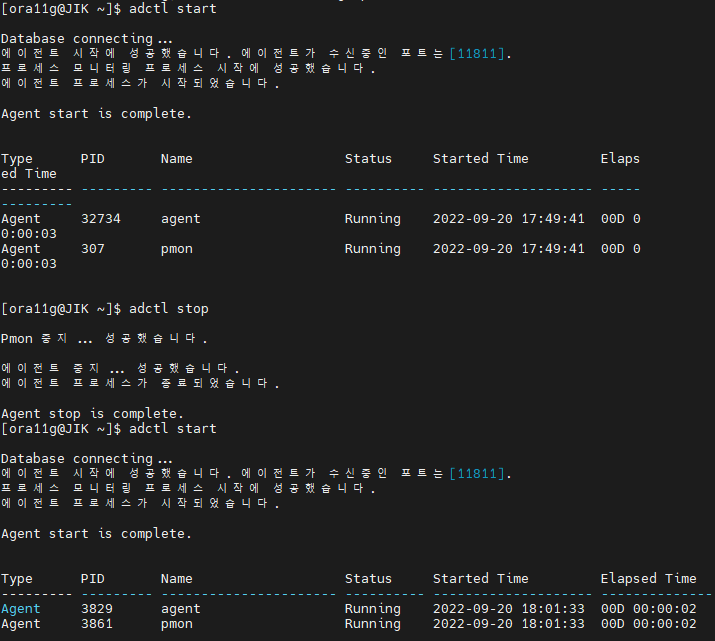 [ora11g@JIK ~]$ adctl start
Database connecting...
에이전트 시작에 성공했습니다. 에이전트가 수신중인 포트는[11811].
프로세스 모니터링 프로세스 시작에 성공했습니다.
에이전트 프로세스가 시작되었습니다.
Agent start is complete.
Type      PID       Name                   Status     Started Time         Elaps
ed Time
--------- --------- ---------------------- ---------- -------------------- -----
---------
Agent     32734     agent                  Running    2022-09-20 17:49:41  00D 0
0:00:03
Agent     307       pmon                   Running    2022-09-20 17:49:41  00D 0
0:00:03
[ora11g@JIK ~]$ adctl stop
Pmon 중지 ... 성공했습니다.
에이전트 중지 ... 성공했습니다.
에이전트 프로세스가 종료되었습니다.
Agent stop is complete.
[ora11g@JIK ~]$ adctl start
Database connecting...
에이전트 시작에 성공했습니다. 에이전트가 수신중인 포트는[11811].
프로세스 모니터링 프로세스 시작에 성공했습니다.
에이전트 프로세스가 시작되었습니다.
Agent start is complete.
Type      PID       Name                   Status     Started Time         Elapsed Time
--------- --------- ---------------------- ---------- -------------------- --------------
Agent     3829      agent                  Running    2022-09-20 18:01:33  00D 00:00:02
Agent     3861      pmon                   Running    2022-09-20 18:01:33  00D 00:00:02